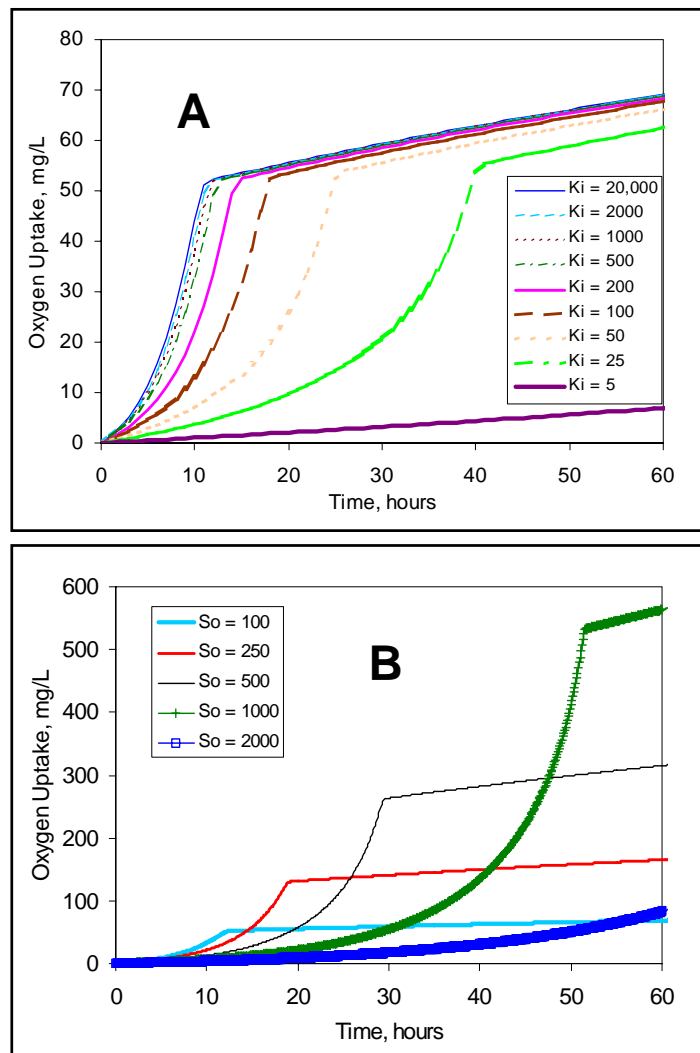 80
70
60
50
40
30
20
10
0
Oxygen Uptake, mg/L
A
Ki = 20,000
Ki = 2000
Ki = 1000
Ki = 500
Ki = 200
Ki = 100
Ki = 50
Ki = 25
Ki = 5
0 10 20 30 40 50 60
Time, hours
600
500
400
300
200
100
0
Oxygen Uptake, mg/L
So = 100
So = 250
So = 500
So = 1000
So = 2000
B
0 10 20 30 40 50 60
Time, hours